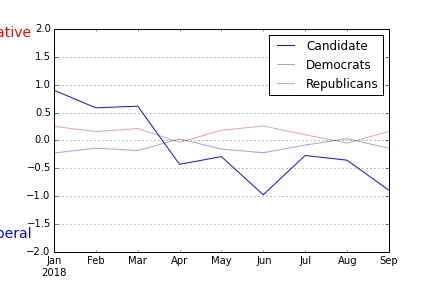 ative
2.0
1.5
1.0
0.5
0.0
−0.5
−1.0
−1.5
−2.0
beral
Candidate
Democrats
Republicans
Jan Feb Mar Apr May Jun Jul Aug Sep
2018